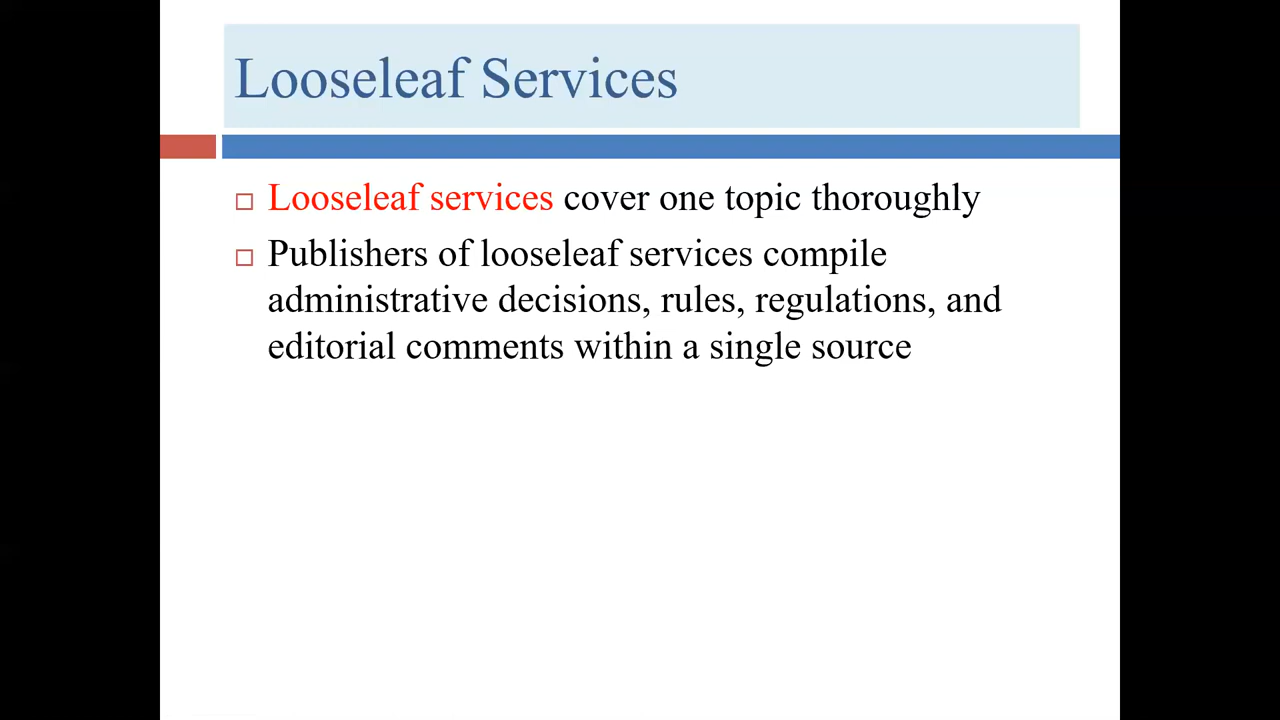 Looseleaf Services
Looseleaf services cover one topic thoroughly
Publishers of looseleaf services compile
administrative decisions, rules, regulations, and
editorial comments within a single source